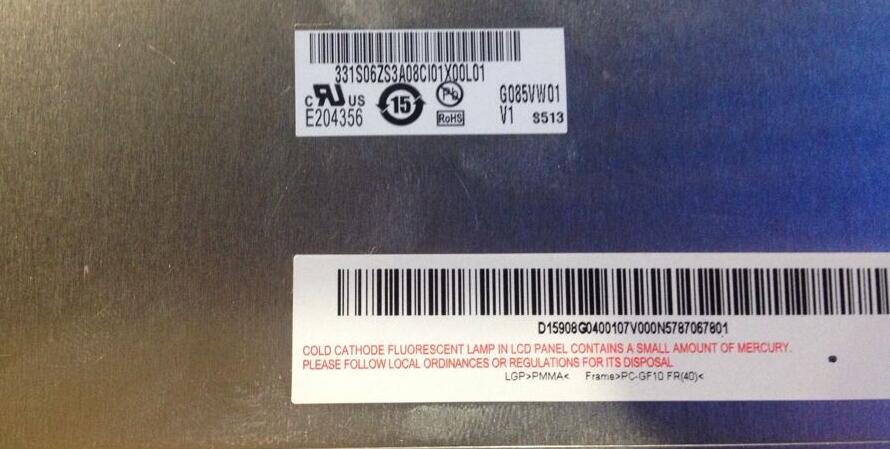 331S06ZS3A08CI01X00L01
c RU US
E204356
15
Pb
RoHS
G085VW01
V1 S513
D15908G0400107V000N5787067801
COLD CATHODE FLUORESCENT LAMP IN LCD PANEL CONTAINS A SMALL AMOUNT OF MERCURY.
PLEASE FOLLOW LOCAL ORDINANCES OR REGULATIONS FOR ITS DISPOSAL
LGP>PMMA< Frame>PC-GF10 FR(40)<